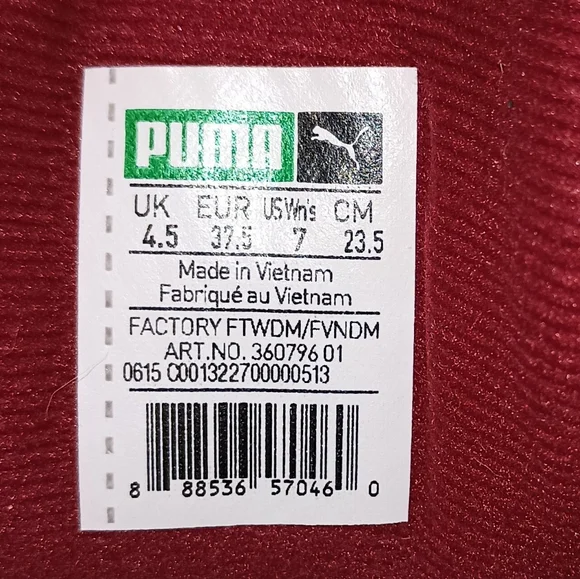 PUMA
UK EUR US Wn's CM
4.5 37.5 7 23.5
Made in Vietnam
Fabriqué au Vietnam
FACTORY FTWDM/FVNDM
ART.NO. 360796 01
0615 C001322700000513
8 88536 57046 0